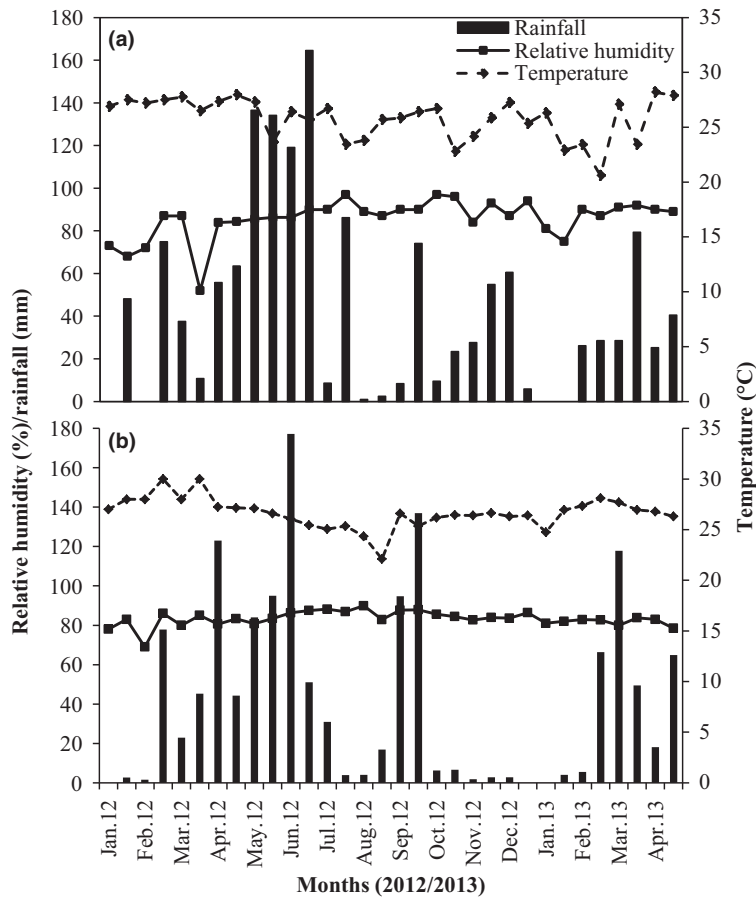 (a)
Rainfall
Relative humidity
Temperature
180
160
140
120
100
80
60
40
20
0
35
30
25
20
15
10
5
0
(b)
180
160
140
120
100
80
60
40
20
0
35
30
25
20
15
10
5
0
Relative humidity (%)/rainfall (mm)
Temperature (°C)
Jan.12
Feb.12
Mar.12
Apr.12
May.12
Jun.12
Jul.12
Aug.12
Sep.12
Oct.12
Nov.12
Dec.12
Jan.13
Feb.13
Mar.13
Apr.13
Months (2012/2013)